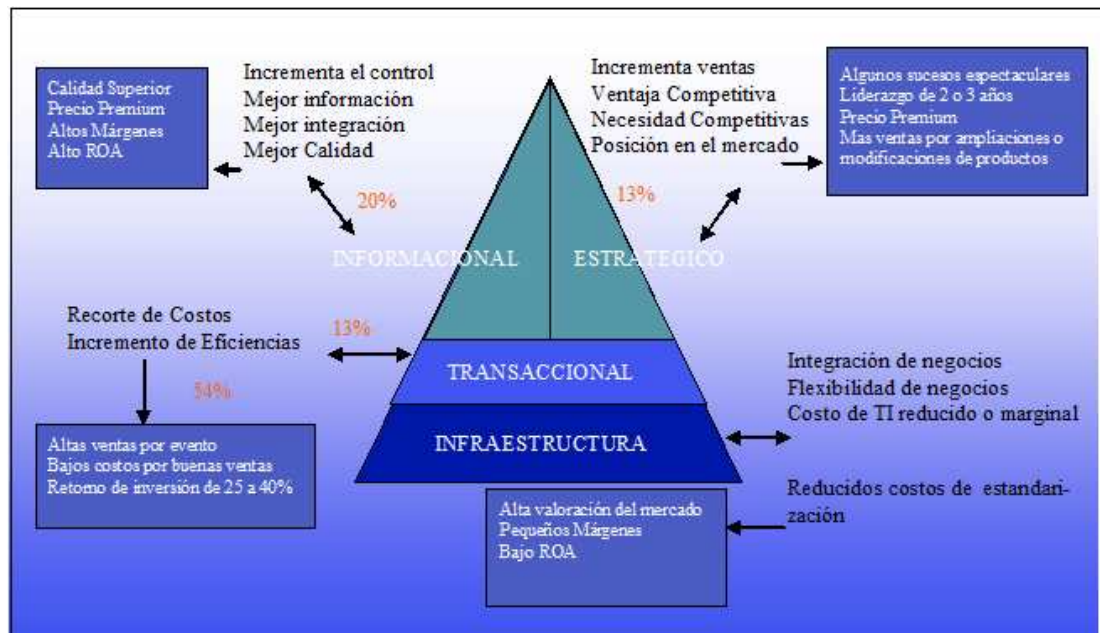 Calidad Superior
Precio Premium
Altos Márgenes
Alto ROA
Incrementa el control
Mejor información
Mejor integración
Mejor Calidad
20%
Incrementa ventas
Ventaja Competitiva
Necesidad Competitivas
Posición en el mercado
13%
Algunos sucesos espectaculares
Liderazgo de 2 o 3 años
Precio Premium
Mas ventas por ampliaciones o
modificaciones de productos
INFORMACIONAL
ESTRATEGICO
Recorte de Costos
Incremento de Eficiencias
13%
54%
TRANSACCIONAL
INFRAESTRUCTURA
Integración de negocios
Flexibilidad de negocios
Costo de TI reducido o marginal
Altas ventas por evento
Bajos costos por buenas ventas
Retorno de inversión de 25 a 40%
Alta valoración del mercado
Pequeños Márgenes
Bajo ROA
Reducidos costos de estandari-
zación